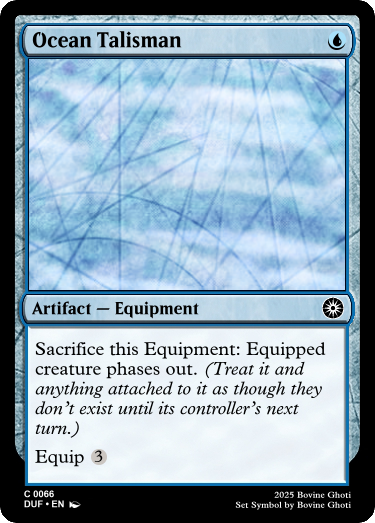 Ocean Talisman
Artifact — Equipment
Sacrifice this Equipment: Equipped
creature phases out. (Treat it and
anything attached to it as though they
don't exist until its controller's next
turn.)
Equip 3
C 0066
DUF • EN
2025 Bovine Ghoti
Set Symbol by Bovine Ghoti